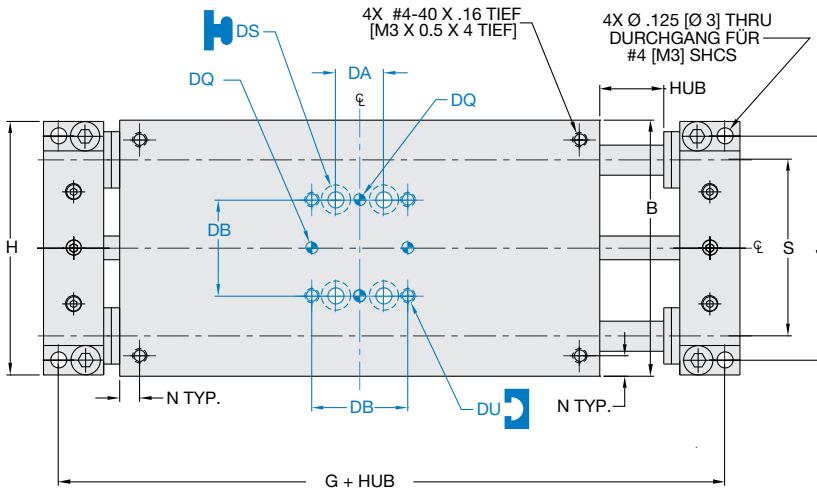 4X #4-40 X .16 TIEF
[M3 X 0.5 X 4 TIEF]
4X Ø .125 [Ø 3] THRU
DURCHGANG FÜR
#4 [M3] SHCS
DS
DA
HUB
DQ
℄
DQ
B
DB
H
S
℄
N TYP.
DB
DU
N TYP.
G + HUB